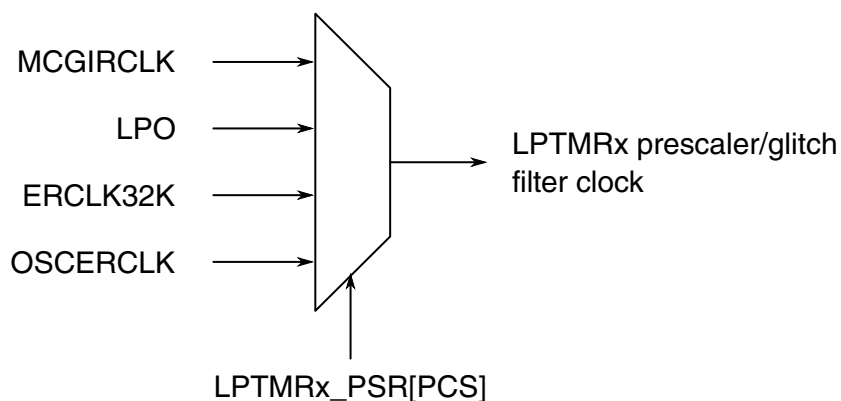 MCGIRCLK
LPO
ERCLK32K
OSCERCLK
LPTMRx prescaler/glitch
filter clock
LPTMRx_PSR[PCS]